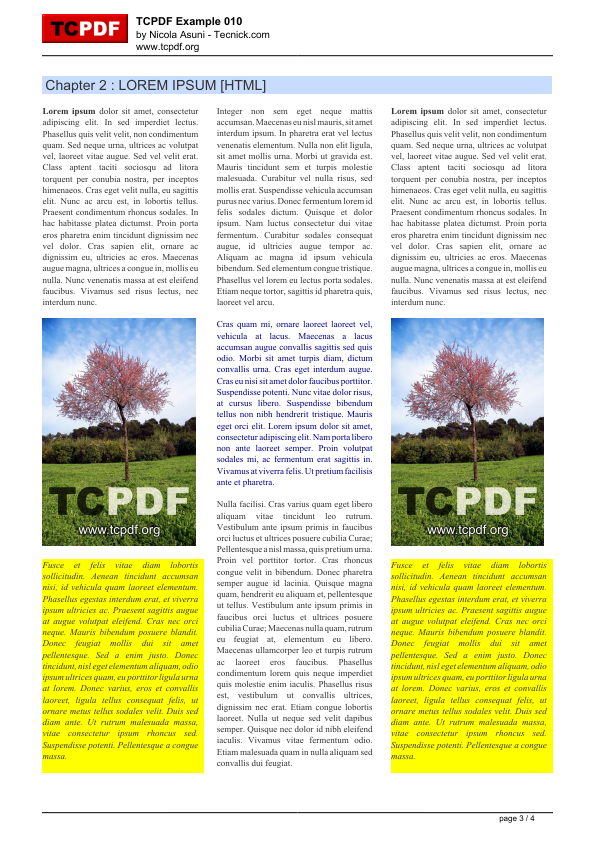 TCPDF
TCPDF Example 010
by Nicola Asuni - Tecnick.com
www.tcpdf.org
Chapter 2 : LOREM IPSUM [HTML]
Lorem ipsum dolor sit amet, consectetur
adipiscing elit. In sed imperdiet lectus.
Phasellus quis velit velit, non condimentum
quam. Sed neque urna, ultrices ac volutpat
vel, laoreet vitae augue. Sed vel velit erat.
Class aptent taciti sociosqu ad litora
torquent per conubia nostra, per inceptos
himenaeos. Cras eget velit nulla, eu sagittis
elit. Nunc ac arcu est, in lobortis tellus.
Praesent condimentum rhoncus sodales. In
hac habitasse platea dictumst. Proin porta
eros pharetra enim tincidunt dignissim nec
vel dolor. Cras sapien elit, ornare ac
dignissim eu, ultricies ac eros. Maecenas
augue magna, ultrices a congue in, mollis eu
nulla. Nunc venenatis massa at est eleifend
faucibus. Vivamus sed risus lectus, nec
interdum nunc.
TCPDF
www.tcpdf.org
Fusce et felis vitae diam lobortis
sollicitudin. Aenean tincidunt accumsan
nisi, id vehicula quam laoreet elementum.
Phasellus egestas interdum erat, et viverra
ipsum ultricies ac. Praesent sagittis augue
at augue volutpat eleifend. Cras nec orci
neque. Mauris bibendum posuere blandit.
Donec feugiat mollis dui sit amet
pellentesque. Sed a enim justo. Donec
tincidunt, nisl eget elementum aliquam, odio
ipsum ultrices quam, eu porttitor ligula urna
at lorem. Donec varius, eros et convallis
laoreet, ligula tellus consequat felis, ut
ornare metus tellus sodales velit. Duis sed
diam ante. Ut rutrum malesuada massa,
vitae consectetur ipsum rhoncus sed.
Suspendisse potenti. Pellentesque a congue
massa.
Integer non sem eget neque mattis
accumsan. Maecenas eu nisl mauris, sit amet
interdum ipsum. In pharetra erat vel lectus
venenatis elementum. Nulla non elit ligula,
sit amet mollis urna. Morbi ut gravida est.
Mauris tincidunt sem et turpis molestie
malesuada. Curabitur vel nulla risus, sed
mollis erat. Suspendisse vehicula accumsan
purus nec varius. Donec fermentum lorem id
felis sodales dictum. Quisque et dolor
ipsum. Nam luctus consectetur dui vitae
fermentum. Curabitur sodales consequat
augue, id ultricies augue tempor ac.
Aliquam ac magna id ipsum vehicula
bibendum. Sed elementum congue tristique.
Phasellus vel lorem eu lectus porta sodales.
Etiam neque tortor, sagittis id pharetra quis,
laoreet vel arcu.
Cras quam mi, ornare laoreet laoreet vel,
vehicula at lacus. Maecenas a lacus
accumsan augue convallis sagittis sed quis
odio. Morbi sit amet turpis diam, dictum
convallis urna. Cras eget interdum augue.
Cras eu nisi sit amet dolor faucibus porttitor.
Suspendisse potenti. Nunc vitae dolor risus,
at cursus libero. Suspendisse bibendum
tellus non nibh hendrerit tristique. Mauris
eget orci elit. Lorem ipsum dolor sit amet,
consectetur adipiscing elit. Nam porta libero
non ante laoreet semper. Proin volutpat
sodales mi, ac fermentum erat sagittis in.
Vivamus at viverra felis. Ut pretium facilisis
ante et pharetra.
Nulla facilisi. Cras varius quam eget libero
aliquam vitae tincidunt leo rutrum.
Vestibulum ante ipsum primis in faucibus
orci luctus et ultrices posuere cubilia Curae;
Pellentesque a nisl massa, quis pretium urna.
Proin vel porttitor tortor. Cras rhoncus
congue velit in bibendum. Donec pharetra
semper augue id lacinia. Quisque magna
quam, hendrerit eu aliquam et, pellentesque
ut tellus. Vestibulum ante ipsum primis in
faucibus orci luctus et ultrices posuere
cubilia Curae; Maecenas nulla quam, rutrum
eu feugiat at, elementum eu libero.
Maecenas ullamcorper leo et turpis rutrum
ac laoreet eros faucibus. Phasellus
condimentum lorem quis neque imperdiet
quis molestie enim iaculis. Phasellus risus
est, vestibulum ut convallis ultrices,
dignissim nec erat. Etiam congue lobortis
laoreet. Nulla ut neque sed velit dapibus
semper. Quisque nec dolor id nibh eleifend
iaculis. Vivamus vitae fermentum odio.
Etiam malesuada quam in nulla aliquam sed
convallis dui feugiat.
Lorem ipsum dolor sit amet, consectetur
adipiscing elit. In sed imperdiet lectus.
Phasellus quis velit velit, non condimentum
quam. Sed neque urna, ultrices ac volutpat
vel, laoreet vitae augue. Sed vel velit erat.
Class aptent taciti sociosqu ad litora
torquent per conubia nostra, per inceptos
himenaeos. Cras eget velit nulla, eu sagittis
elit. Nunc ac arcu est, in lobortis tellus.
Praesent condimentum rhoncus sodales. In
hac habitasse platea dictumst. Proin porta
eros pharetra enim tincidunt dignissim nec
vel dolor. Cras sapien elit, ornare ac
dignissim eu, ultricies ac eros. Maecenas
augue magna, ultrices a congue in, mollis eu
nulla. Nunc venenatis massa at est eleifend
faucibus. Vivamus sed risus lectus, nec
interdum nunc.
TCPDF
www.tcpdf.org
Fusce et felis vitae diam lobortis
sollicitudin. Aenean tincidunt accumsan
nisi, id vehicula quam laoreet elementum.
Phasellus egestas interdum erat, et viverra
ipsum ultricies ac. Praesent sagittis augue
at augue volutpat eleifend. Cras nec orci
neque. Mauris bibendum posuere blandit.
Donec feugiat mollis dui sit amet
pellentesque. Sed a enim justo. Donec
tincidunt, nisl eget elementum aliquam, odio
ipsum ultrices quam, eu porttitor ligula urna
at lorem. Donec varius, eros et convallis
laoreet, ligula tellus consequat felis, ut
ornare metus tellus sodales velit. Duis sed
diam ante. Ut rutrum malesuada massa,
vitae consectetur ipsum rhoncus sed.
Suspendisse potenti. Pellentesque a congue
massa.
page 3 / 4